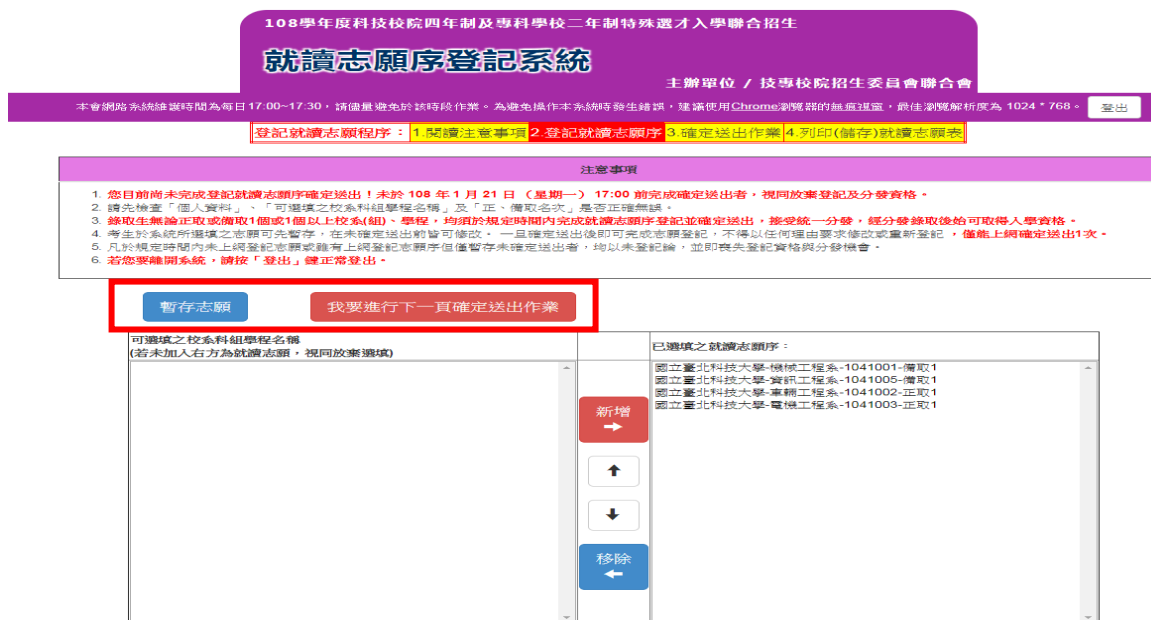 108學年度科技校院四年制及專科學校二年制特殊選才入學聯合招生
就讀志願序登記系統
主辦單位 / 技專校院招生委員會聯合會
本會網路系統維護時間為每日17:00~17:30，請儘量避免於該時段作業。為避免操作本系統時發生錯誤，建議使用Chrome瀏覽器的無痕視窗，最佳瀏覽解析度為 1024 * 768。 登出
登記就讀志願程序： 1.閱讀注意事項 2.登記就讀志願序 3.確定送出作業 4.列印(儲存)就讀志願表
注意事項
1. 您目前尚未完成登記就讀志願序確定送出！未於 108 年 1 月 21 日 （星期一） 17:00 前完成確定送出者，視同放棄登記及分發資格。
2. 請先檢查「個人資料」、「可選填之校系科組學程名稱」及「正、備取名次」是否正確無誤。
3. 錄取生無論正取或備取1個或1個以上校系(組)、學程，均須於規定時間內完成就讀志願序登記並確定送出，接受統一分發，經分發錄取後始可取得入學資格。
4. 考生於系統所選填之志願可先暫存，在未確定送出前皆可修改。 一旦確定送出後即可完成志願登記，不得以任何理由要求修改或重新登記 ，僅能上網確定送出1次。
5. 凡於規定時間內未上網登記志願或雖有上網登記志願序但僅暫存未確定送出者，均以未登記論，並即喪失登記資格與分發機會。
6. 若您要離開系統，請按「登出」鍵正常登出。
暫存志願 我要進行下一頁確定送出作業
可選填之校系科組學程名稱
(若未加入右方為就讀志願，視同放棄選填)
已選填之就讀志願序：
國立臺北科技大學-機械工程系-1041001-備取1
國立臺北科技大學-資訊工程系-1041005-備取1
國立臺北科技大學-車輛工程系-1041002-正取1
國立臺北科技大學-電機工程系-1041003-正取1
新增
移除